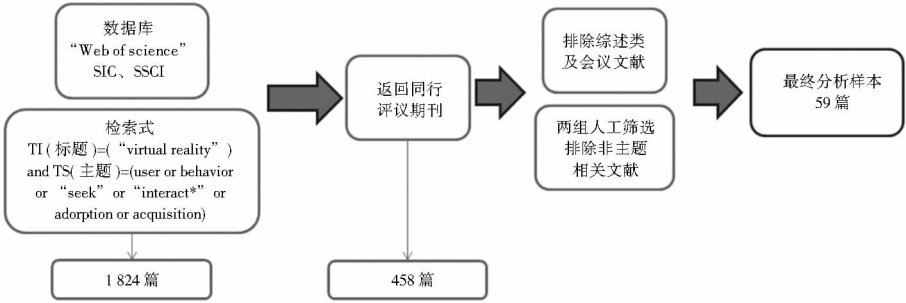 数据库
“Web of science”
SIC、SSCI
检索式
TI(标题)=(“virtual reality”)
and TS(主题)=(user or behavior
or “seek” or “interact*” or
adorption or acquisition)
1 824 篇
返回同行
评议期刊
458 篇
排除综述类
及会议文献
两组人工筛选
排除非主题
相关文献
最终分析样本
59 篇